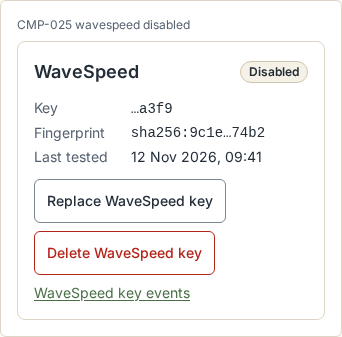 CMP-025 wavespeed disabled
WaveSpeed
Disabled
Key …a3f9
Fingerprint sha256:9c1e…74b2
Last tested 12 Nov 2026, 09:41
Replace WaveSpeed key
Delete WaveSpeed key
WaveSpeed key events